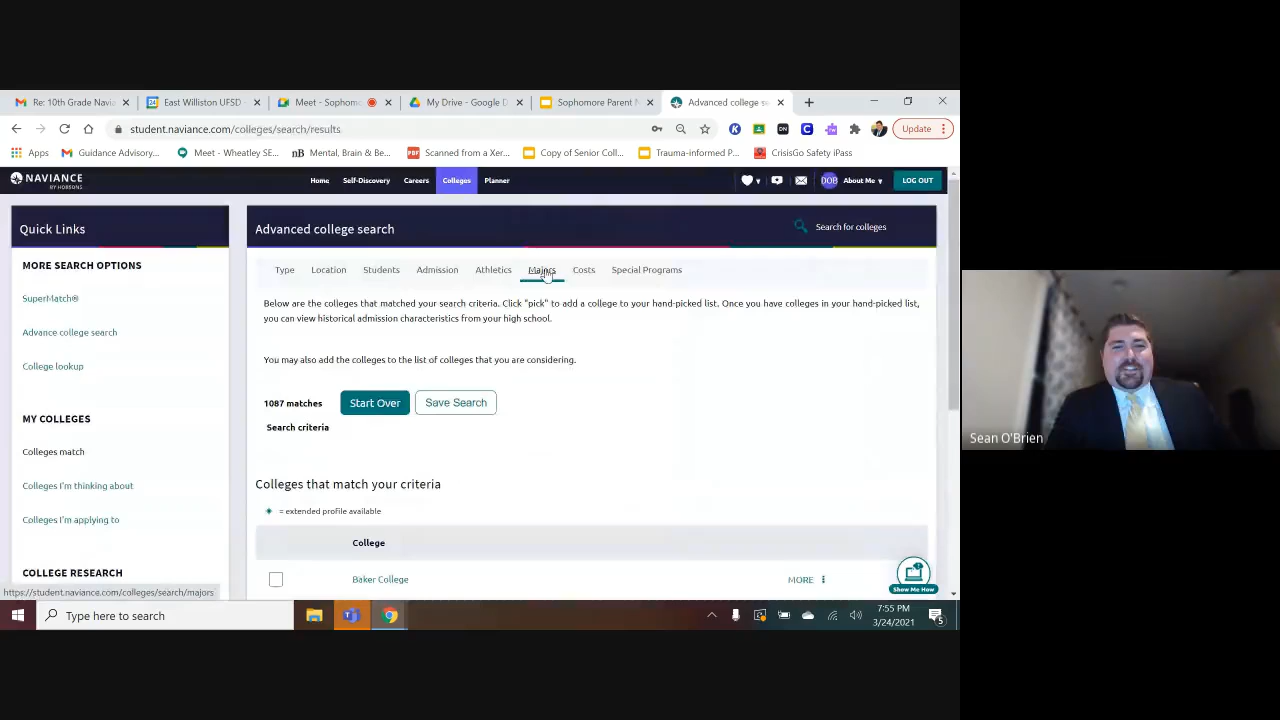 Re: 10th Grade Navia
East Williston UFSD -
Meet - Sophom
My Drive - Google D
Sophomore Parent N
Advanced college se
student.naviance.com/colleges/search/results
Update
Apps
Guidance Advisory...
Meet - Wheatley SE...
nB
Mental, Brain & Be...
PDF
Scanned from a Xer...
Copy of Senior Coll...
Trauma-informed P...
CrisisGo Safety iPass
NAVIANCE
BY HOBSONS
Home
Self-Discovery
Careers
Colleges
Planner
DOB
About Me
LOG OUT
Quick Links
Advanced college search
Search for colleges
MORE SEARCH OPTIONS
SuperMatch®
Advance college search
College lookup
MY COLLEGES
Colleges match
Colleges I'm thinking about
Colleges I'm applying to
COLLEGE RESEARCH
Type
Location
Students
Admission
Athletics
Majors
Costs
Special Programs
Below are the colleges that matched your search criteria. Click "pick" to add a college to your hand-picked list. Once you have colleges in your hand-picked list,
you can view historical admission characteristics from your high school.
You may also add the colleges to the list of colleges that you are considering.
1087 matches
Start Over
Save Search
Search criteria
Colleges that match your criteria
= extended profile available
College
Baker College
MORE
Show Me How
https://student.naviance.com/colleges/search/majors
Type here to search
7:55 PM
3/24/2021
5
Sean O'Brien